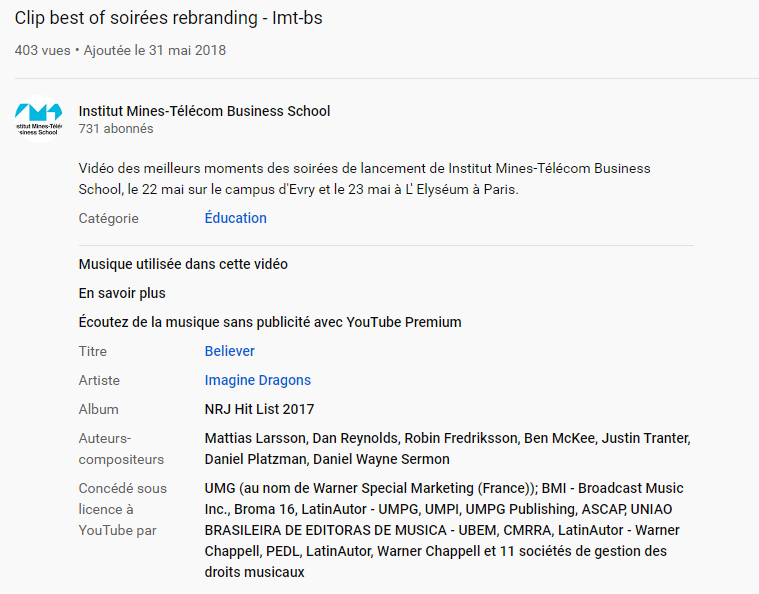 Clip best of soirées rebranding - Imt-bs
403 vues • Ajoutée le 31 mai 2018
Institut Mines-Télécom Business School
731 abonnés
stitut Mines-Téléc
siness School
Vidéo des meilleurs moments des soirées de lancement de Institut Mines-Télécom Business
School, le 22 mai sur le campus d'Evry et le 23 mai à L' Elyséum à Paris.
Catégorie Éducation
Musique utilisée dans cette vidéo
En savoir plus
Écoutez de la musique sans publicité avec YouTube Premium
Titre Believer
Artiste Imagine Dragons
Album NRJ Hit List 2017
Auteurs- Mattias Larsson, Dan Reynolds, Robin Fredriksson, Ben McKee, Justin Tranter,
compositeurs Daniel Platzman, Daniel Wayne Sermon
Concédé sous UMG (au nom de Warner Special Marketing (France)); BMI - Broadcast Music
licence à Inc., Broma 16, LatinAutor - UMPG, UMPI, UMPG Publishing, ASCAP, UNIAO
YouTube par BRASILEIRA DE EDITORAS DE MUSICA - UBEM, CMRRA, LatinAutor - Warner
Chappell, PEDL, LatinAutor, Warner Chappell et 11 sociétés de gestion des
droits musicaux